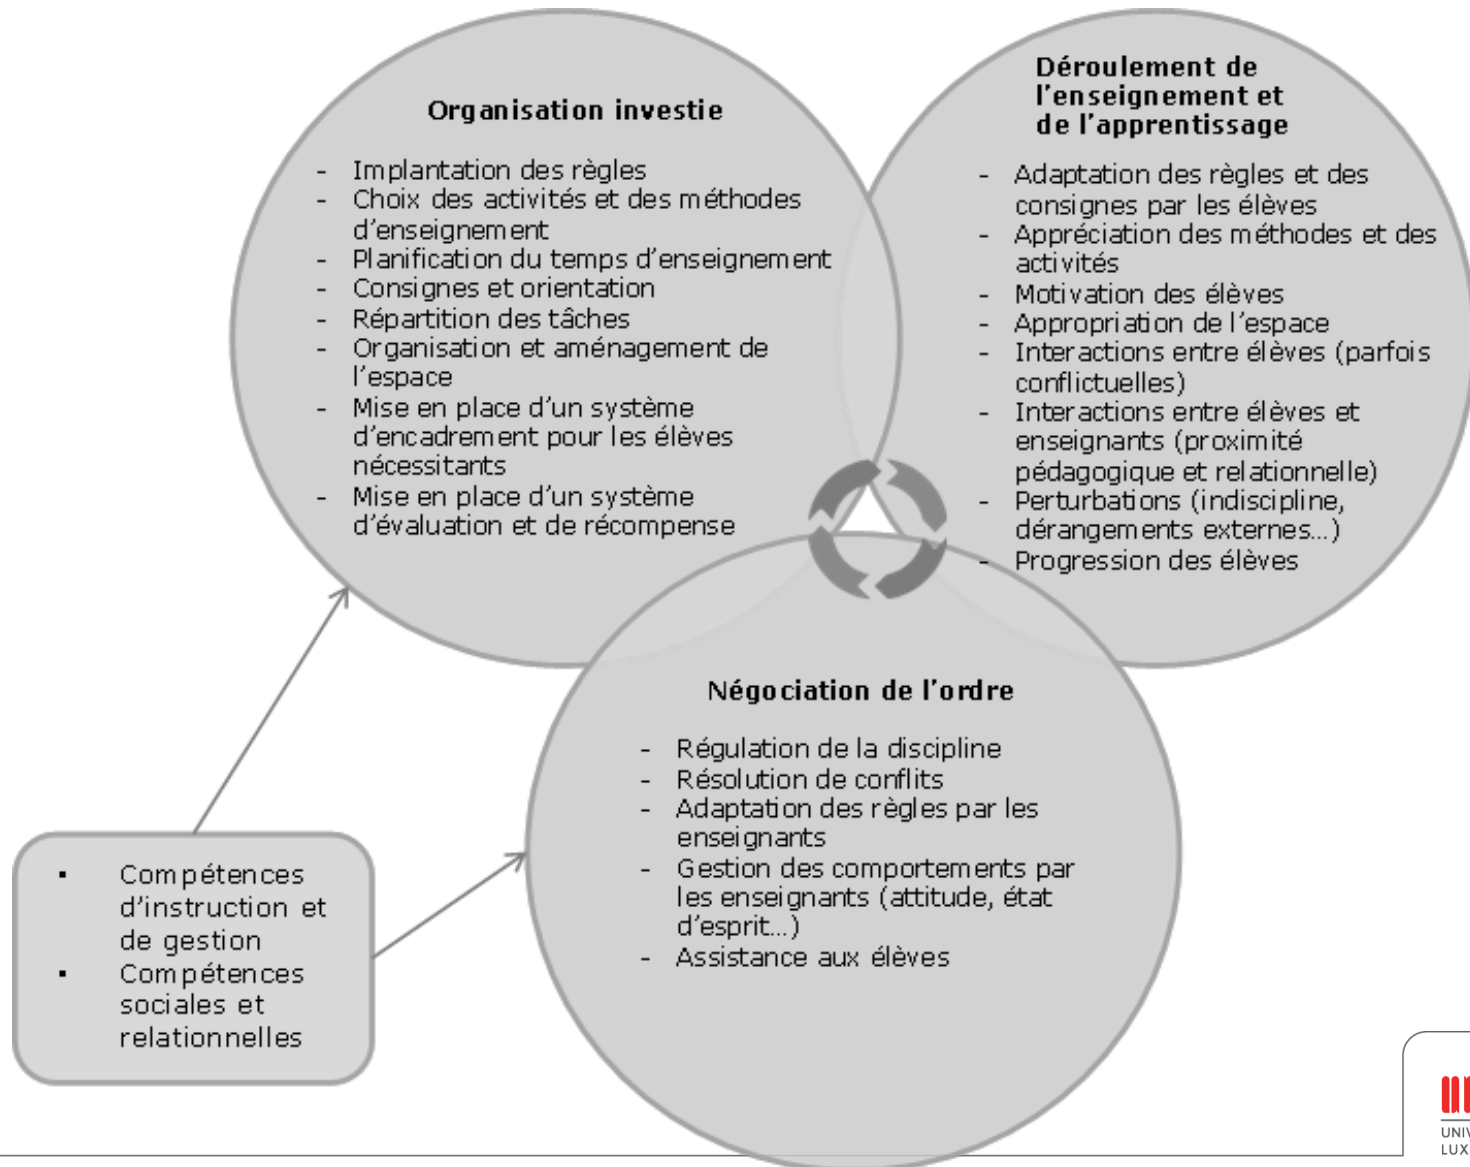 Organisation investie
- Implantation des règles
- Choix des activités et des méthodes
d'enseignement
- Planification du temps d'enseignement
- Consignes et orientation
- Répartition des tâches
- Organisation et aménagement de
l'espace
- Mise en place d'un système
d'encadrement pour les élèves
nécessitants
- Mise en place d'un système
d'évaluation et de récompense
Déroulement de
l'enseignement et
de l'apprentissage
- Adaptation des règles et des
consignes par les élèves
- Appréciation des méthodes et des
activités
- Motivation des élèves
- Appropriation de l'espace
- Interactions entre élèves (parfois
conflictuelles)
- Interactions entre élèves et
enseignants (proximité
pédagogique et relationnelle)
- Perturbations (indiscipline,
dérangements externes…)
- Progression des élèves
Négociation de l'ordre
- Régulation de la discipline
- Résolution de conflits
- Adaptation des règles par les
enseignants
- Gestion des comportements par
les enseignants (attitude, état
d'esprit…)
- Assistance aux élèves
▪ Compétences
d'instruction et
de gestion
▪ Compétences
sociales et
relationnelles
UNIV
LUX